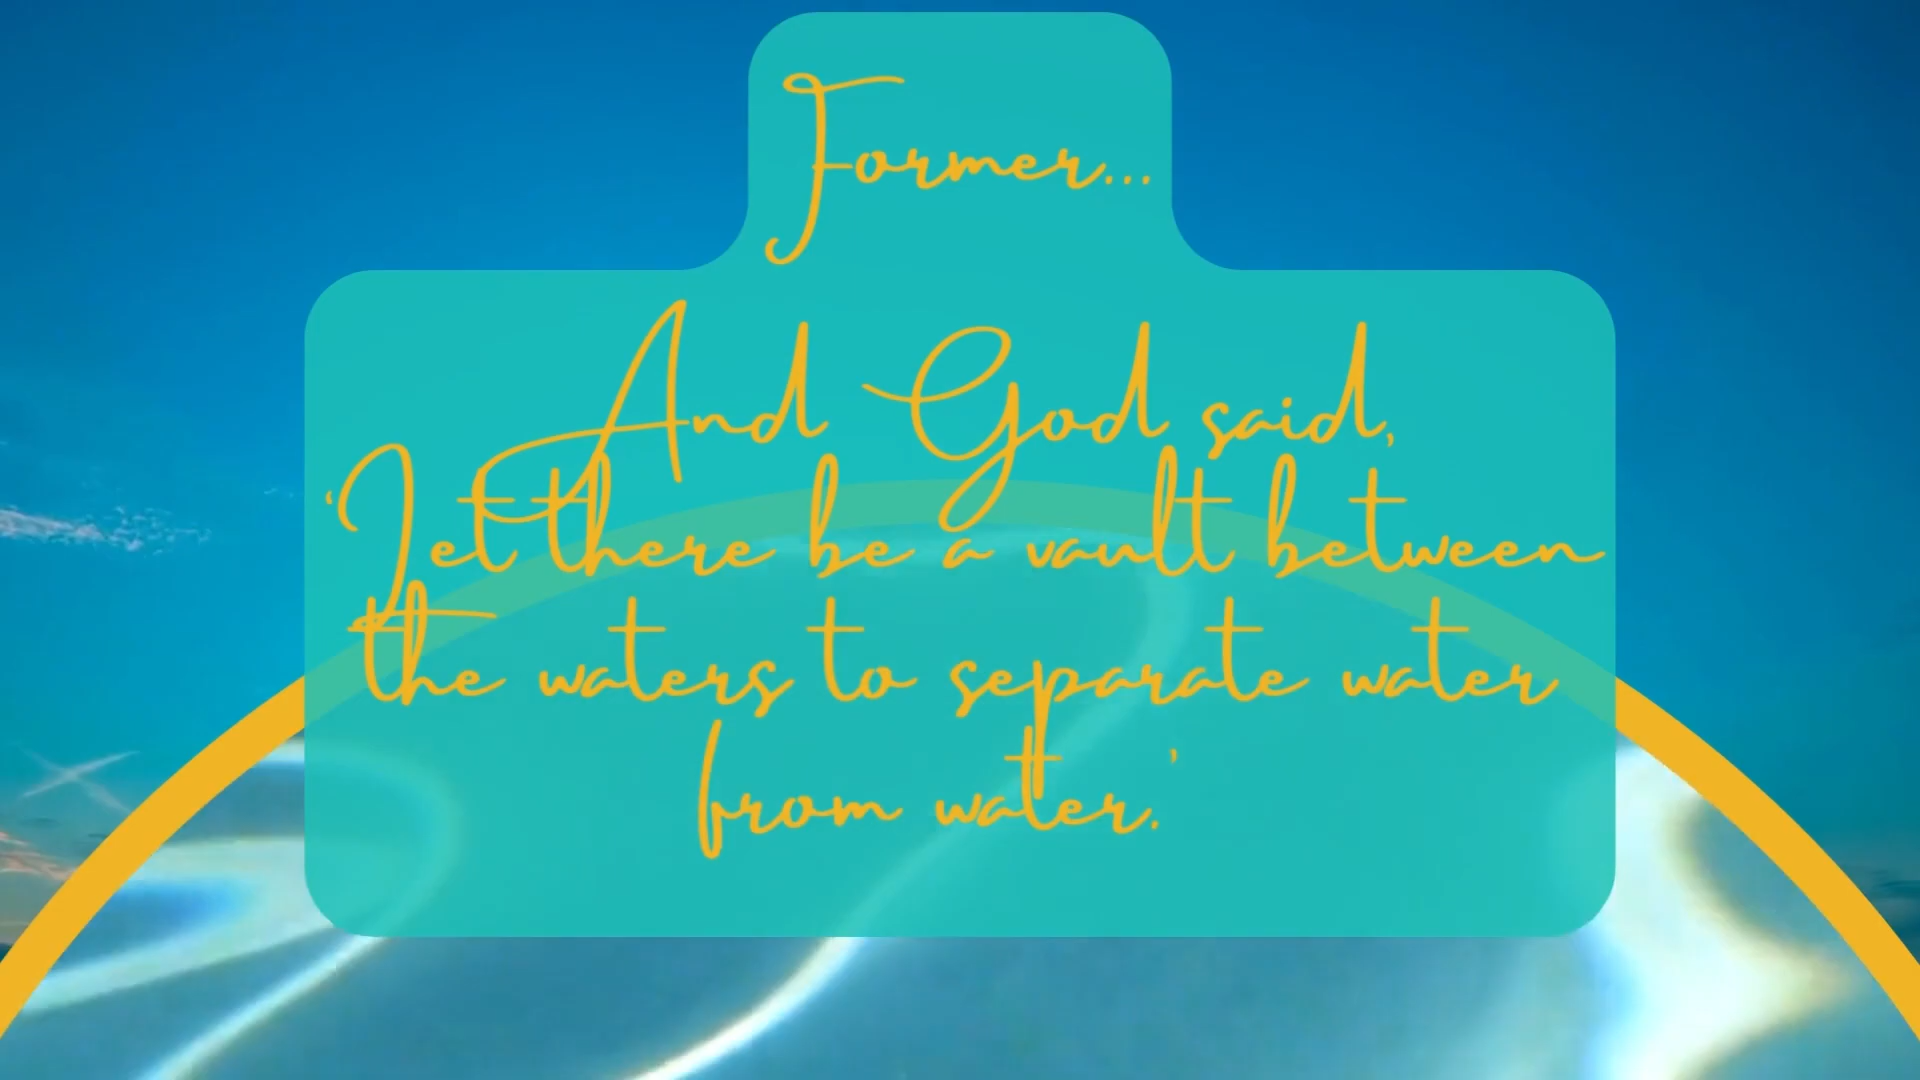 Former...
And God said,
'Let there be a vault between
the waters to separate water
from water.'